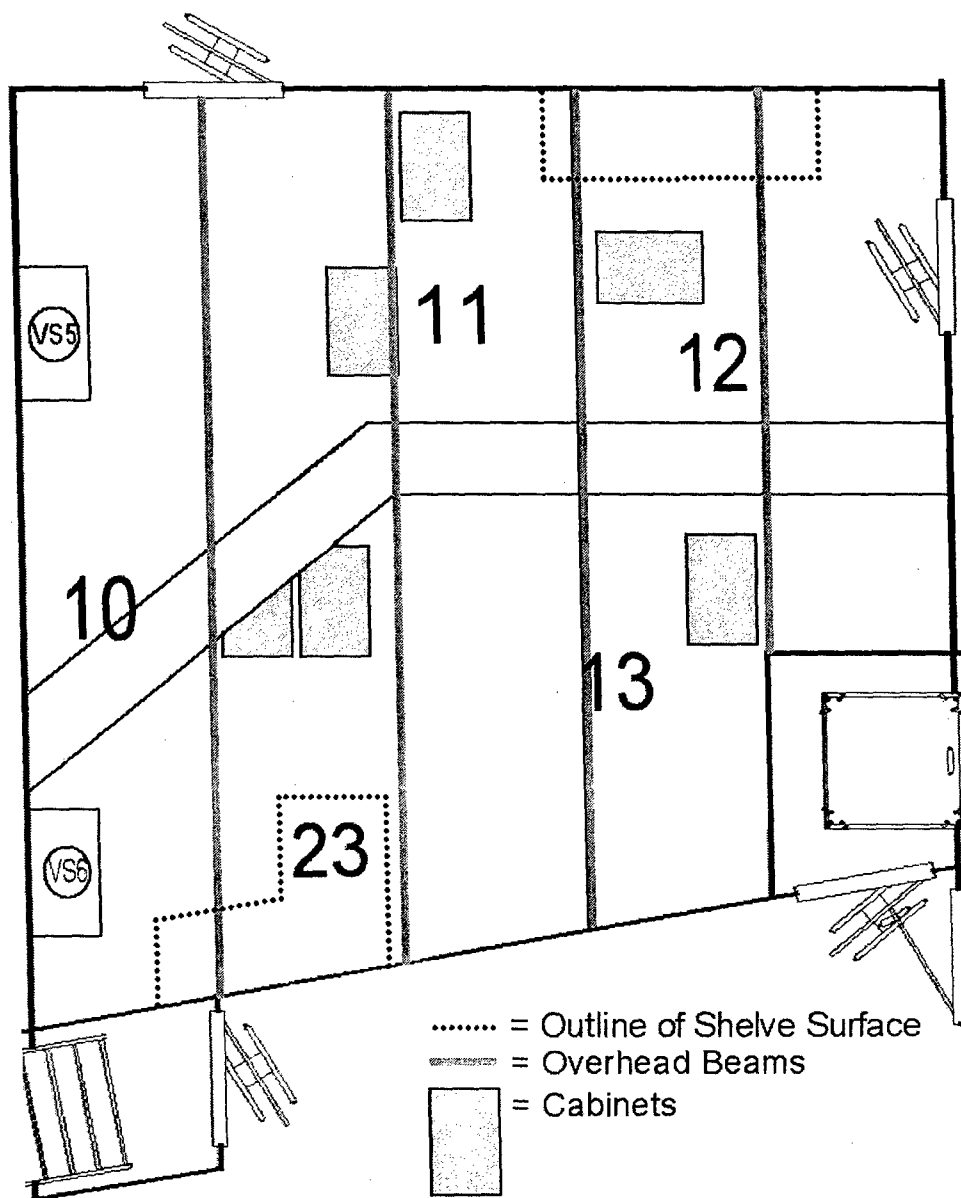 11
VS5
12
10
13
23
VS6
= Outline of Shelve Surface
= Overhead Beams
= Cabinets